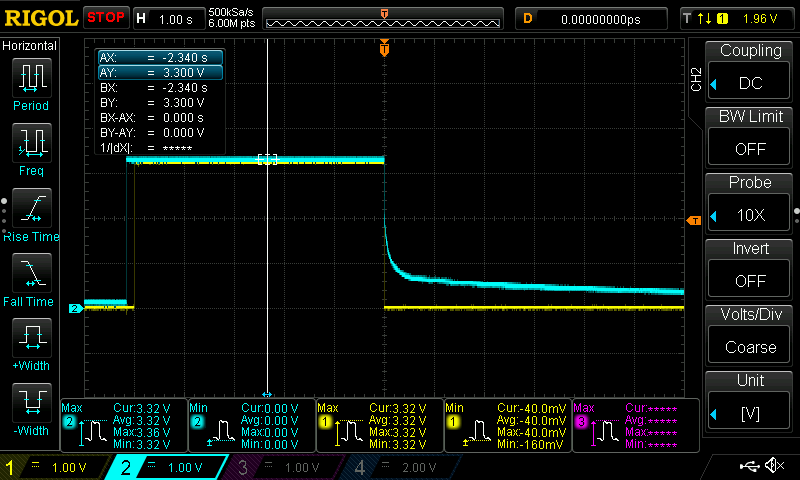 RIGOL STOP H 1.00 s 500kSa/s 6.00M pts T D 0.00000000ps T 1 1.96 V
Horizontal
Period
Freq
Rise Time
Fall Time
+Width
-Width
AX: -2.340 s
AY: 3.300 V
BX: -2.340 s
BY: 3.300 V
BX-AX: 0.000 s
BY-AY: 0.000 V
1/|dX|: *****
T
T
2
CH2
Coupling
DC
BW Limit
OFF
Probe
10X
Invert
OFF
Volts/Div
Coarse
Unit
[V]
Max 2 Cur:3.32 V
Avg:3.32 V
Max:3.36 V
Min:3.32 V
Min 2 Cur:0.00 V
Avg:0.00 V
Max:0.00 V
Min:0.00 V
Max 1 Cur:3.32 V
Avg:3.32 V
Max:3.32 V
Min:3.32 V
Min 1 Cur:-40.0mV
Avg:-40.0mV
Max:-40.0mV
Min:-160mV
Max 3 Cur:*****
Avg:*****
Max:*****
Min:*****
1 1.00 V 2 1.00 V 3 1.00 V 4 2.00 V